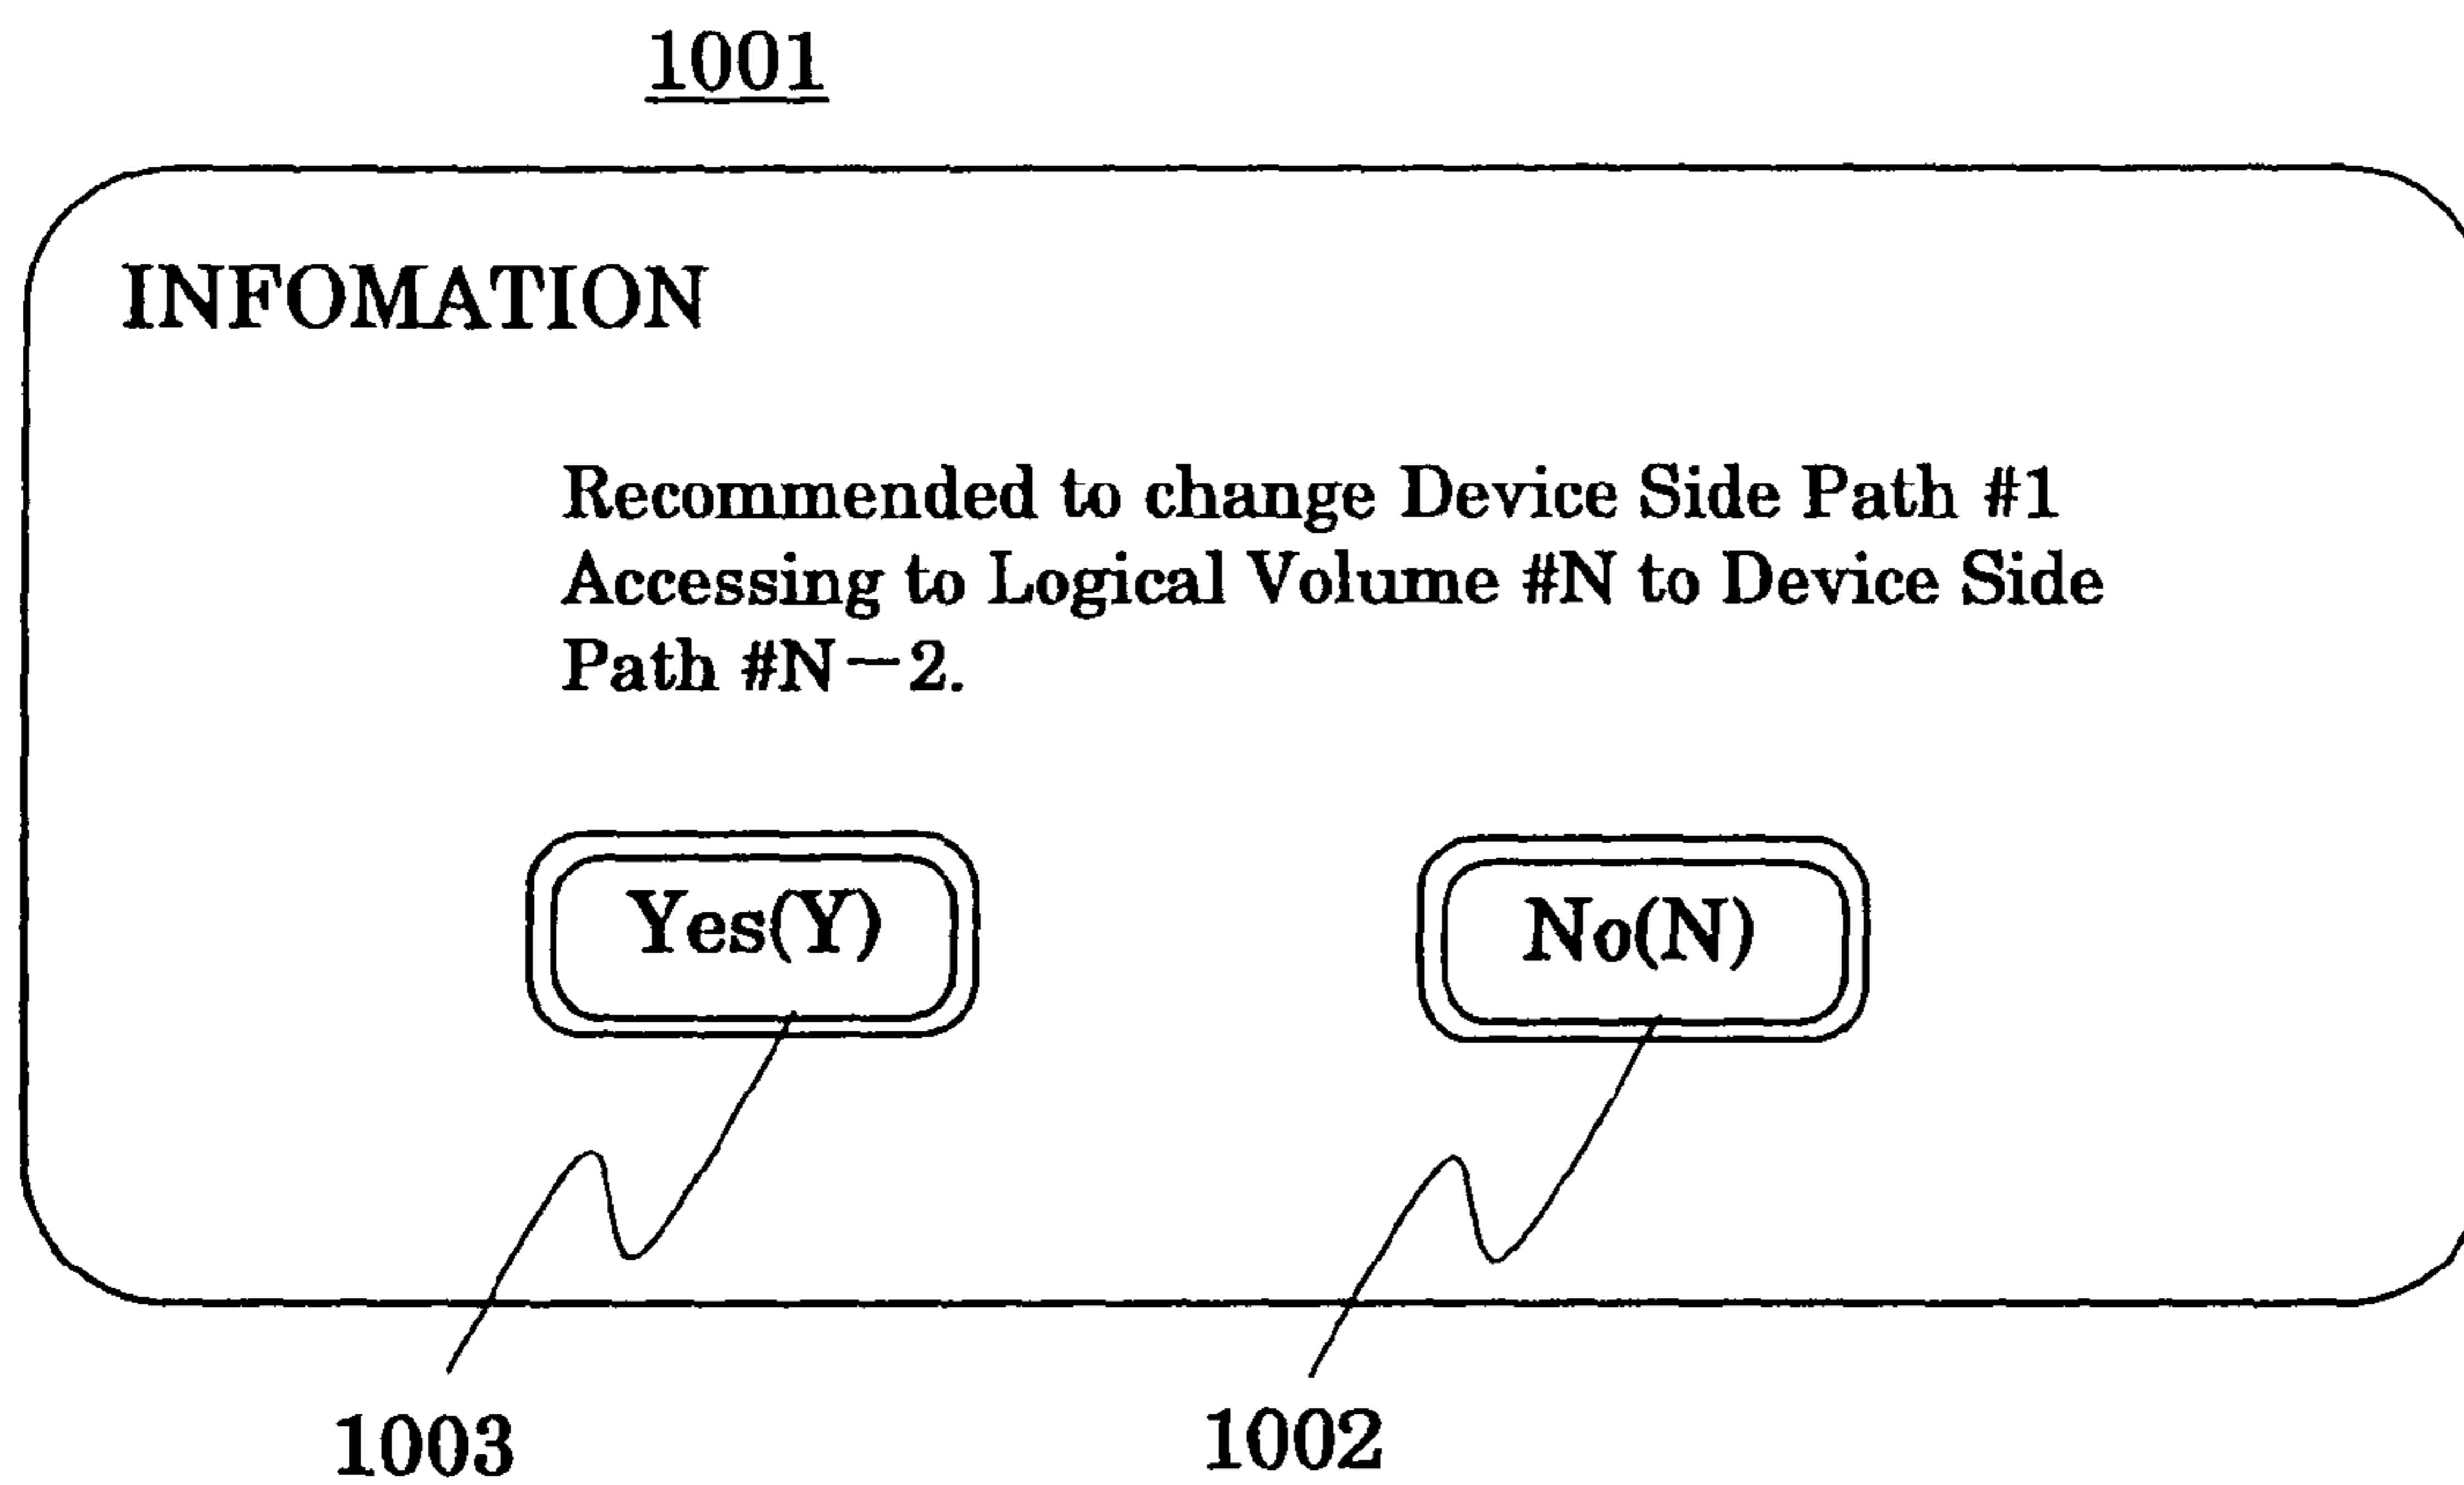 1001
INFOMATION
Recommended to change Device Side Path #1
Accessing to Logical Volume #N to Device Side
Path #N－2.
Yes(Y)
No(N)
1003
1002